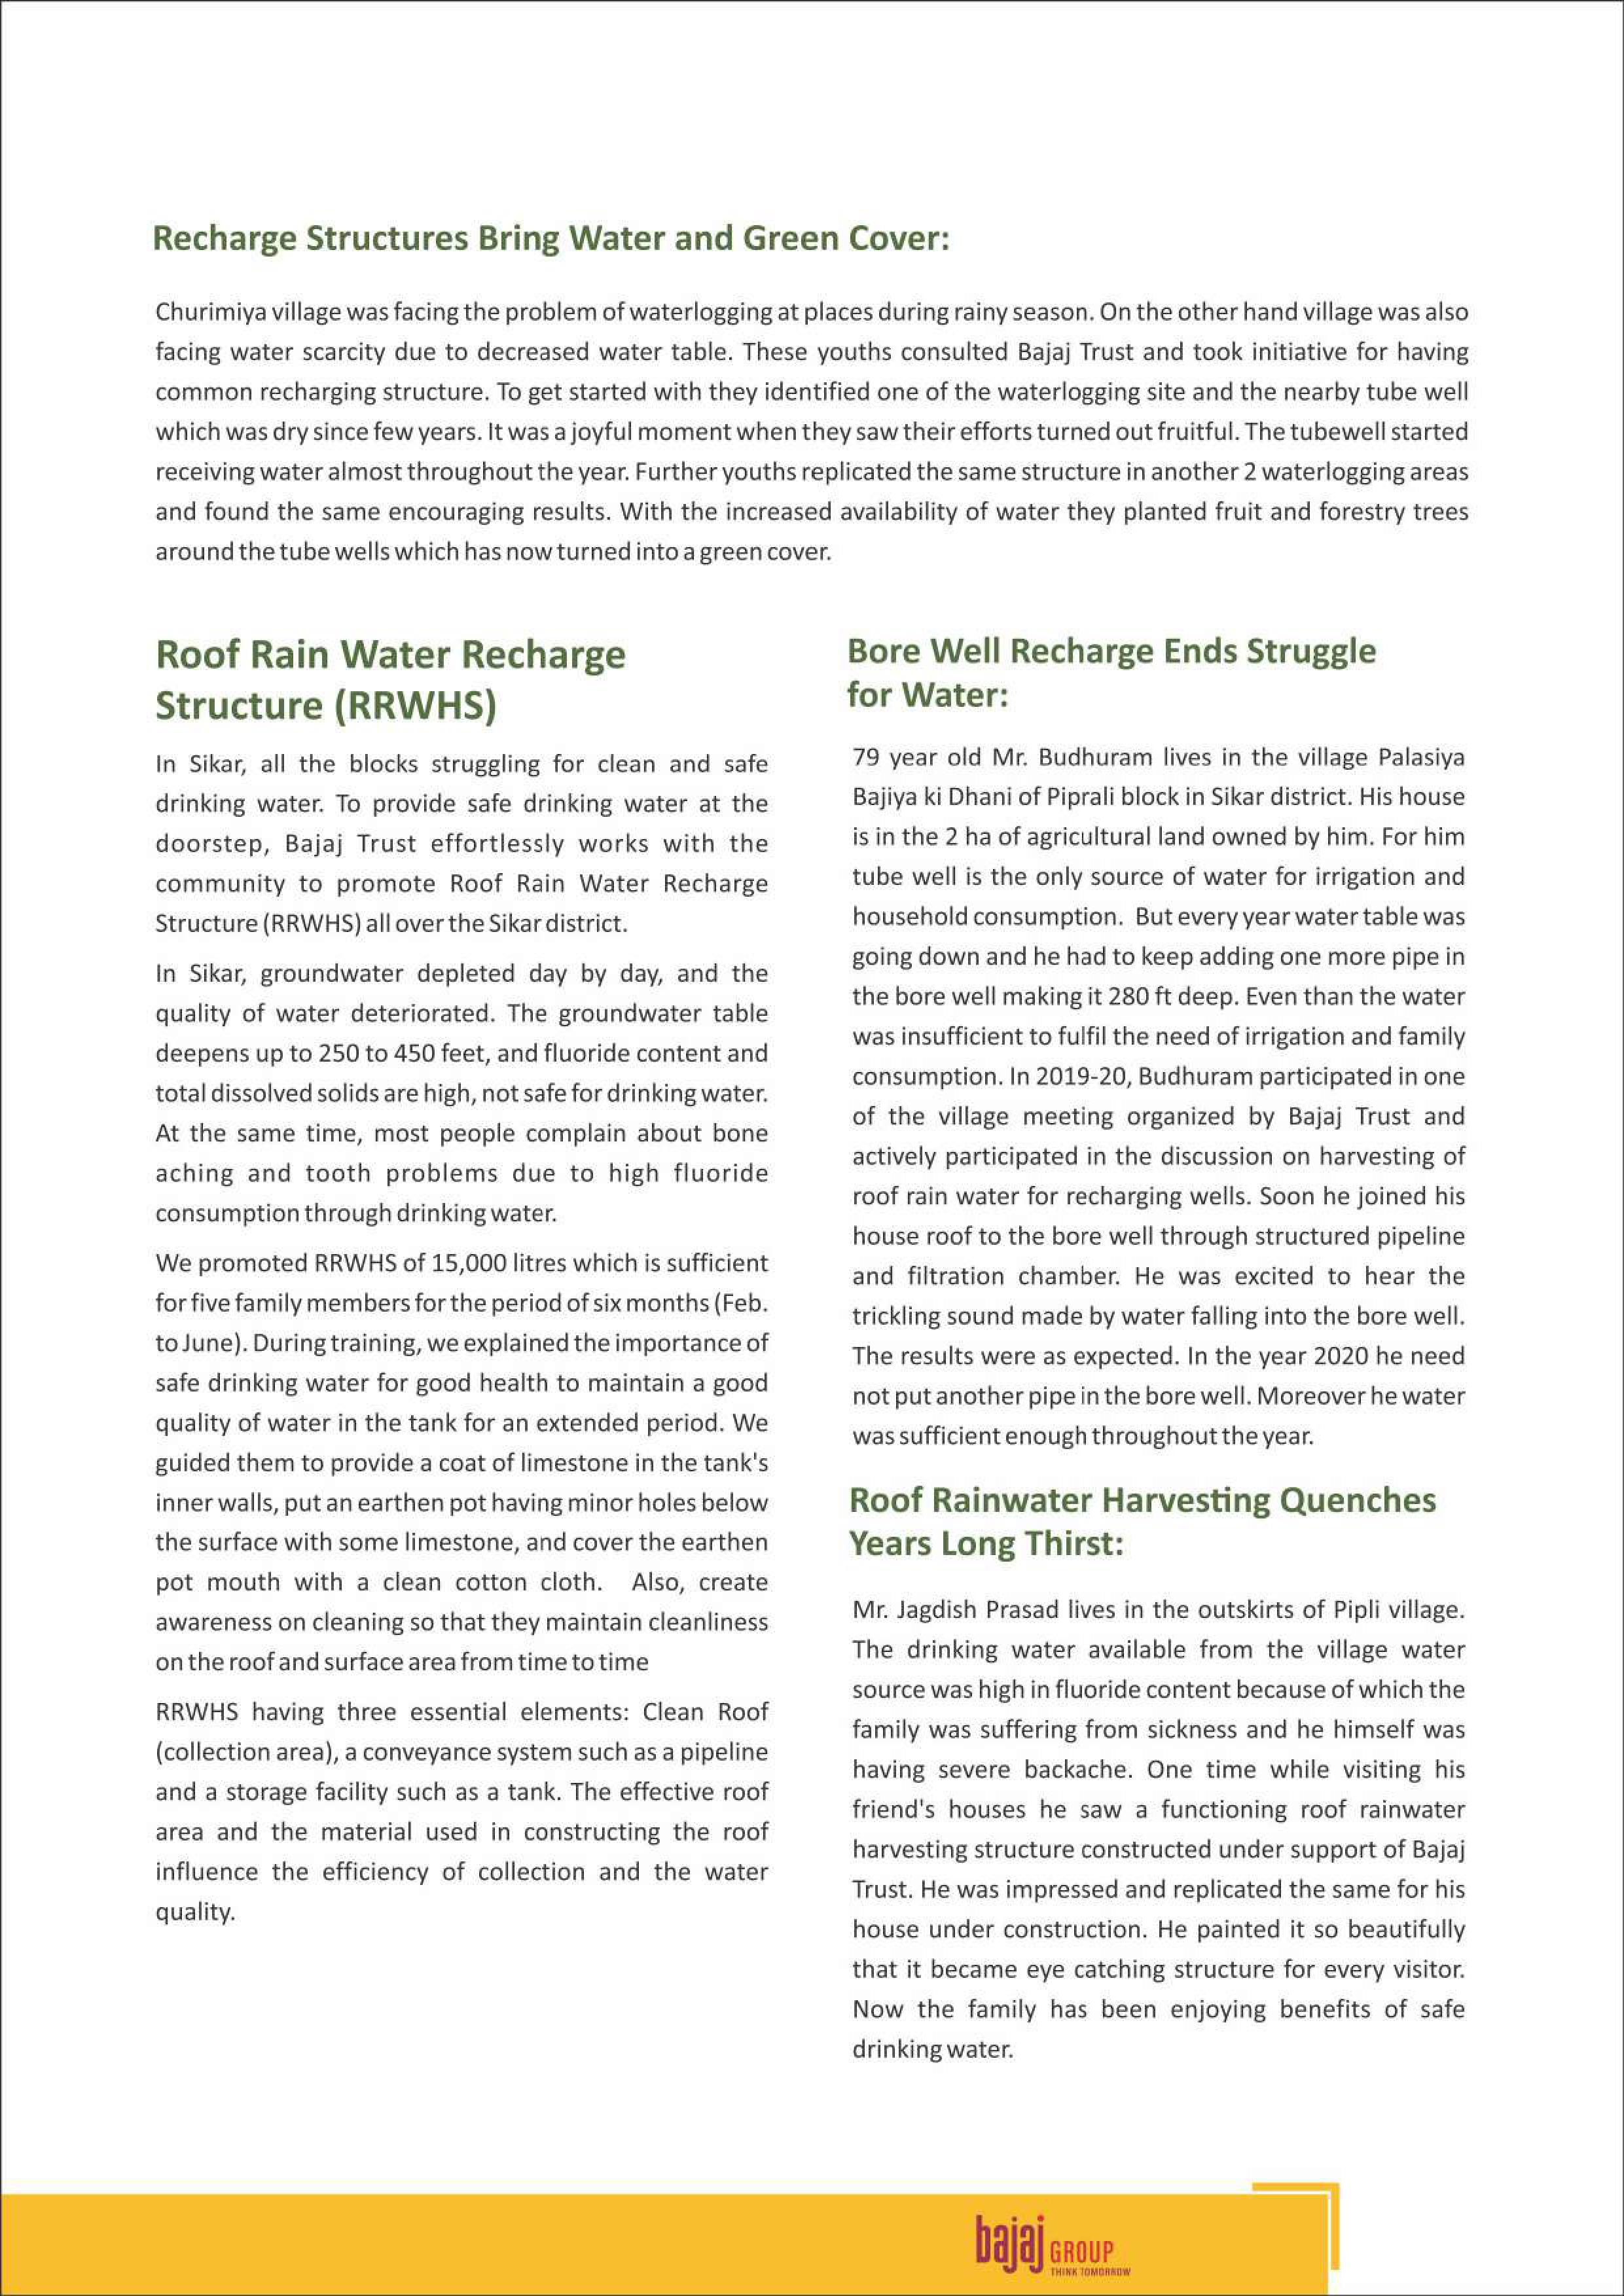 Recharge Structures Bring Water and Green Cover:
Churimiya village was facing the problem of waterlogging at places during rainy season. On the other hand village was also
facing water scarcity due to decreased water table. These youths consulted Bajaj Trust and took initiative for having
common recharging structure. To get started with they identified one of the waterlogging site and the nearby tube well
which was dry since few years. It was a joyful moment when they saw their efforts turned out fruitful. The tubewell started
receiving water almost throughout the year. Further youths replicated the same structure in another 2 waterlogging areas
and found the same encouraging results. With the increased availability of water they planted fruit and forestry trees
around the tube wells which has now turned into a green cover.
Roof Rain Water Recharge
Structure (RRWHS)
In Sikar, all the blocks struggling for clean and safe
drinking water. To provide safe drinking water at the
doorstep, Bajaj Trust effortlessly works with the
community to promote Roof Rain Water Recharge
Structure (RRWHS) all over the Sikar district.
In Sikar, groundwater depleted day by day, and the
quality of water deteriorated. The groundwater table
deepens up to 250 to 450 feet, and fluoride content and
total dissolved solids are high, not safe for drinking water.
At the same time, most people complain about bone
aching and tooth problems due to high fluoride
consumption through drinking water.
We promoted RRWHS of 15,000 litres which is sufficient
for five family members for the period of six months (Feb.
to June). During training, we explained the importance of
safe drinking water for good health to maintain a good
quality of water in the tank for an extended period. We
guided them to provide a coat of limestone in the tank's
inner walls, put an earthen pot having minor holes below
the surface with some limestone, and cover the earthen
pot mouth with a clean cotton cloth. Also, create
awareness on cleaning so that they maintain cleanliness
on the roof and surface area from time to time
RRWHS having three essential elements: Clean Roof
(collection area), a conveyance system such as a pipeline
and a storage facility such as a tank. The effective roof
area and the material used in constructing the roof
influence the efficiency of collection and the water
quality.
Bore Well Recharge Ends Struggle
for Water:
79 year old Mr. Budhuram lives in the village Palasiya
Bajiya ki Dhani of Piprali block in Sikar district. His house
is in the 2 ha of agricultural land owned by him. For him
tube well is the only source of water for irrigation and
household consumption. But every year water table was
going down and he had to keep adding one more pipe in
the bore well making it 280 ft deep. Even than the water
was insufficient to fulfil the need of irrigation and family
consumption. In 2019-20, Budhuram participated in one
of the village meeting organized by Bajaj Trust and
actively participated in the discussion on harvesting of
roof rain water for recharging wells. Soon he joined his
house roof to the bore well through structured pipeline
and filtration chamber. He was excited to hear the
trickling sound made by water falling into the bore well.
The results were as expected. In the year 2020 he need
not put another pipe in the bore well. Moreover he water
was sufficient enough throughout the year.
Roof Rainwater Harvesting Quenches
Years Long Thirst:
Mr. Jagdish Prasad lives in the outskirts of Pipli village.
The drinking water available from the village water
source was high in fluoride content because of which the
family was suffering from sickness and he himself was
having severe backache. One time while visiting his
friend's houses he saw a functioning roof rainwater
harvesting structure constructed under support of Bajaj
Trust. He was impressed and replicated the same for his
house under construction. He painted it so beautifully
that it became eye catching structure for every visitor.
Now the family has been enjoying benefits of safe
drinking water.
bajaj GROUP
THINK TOMORROW